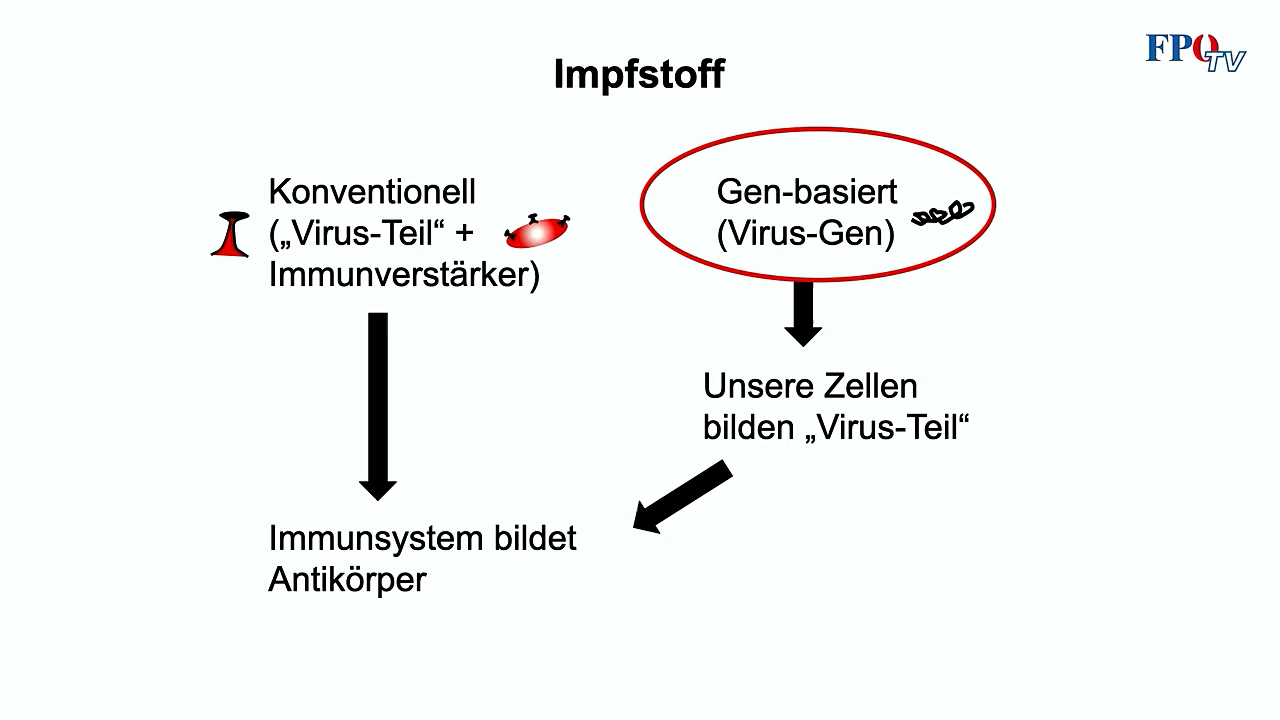 FPÖ TV
Impfstoff
Konventionell
(„Virus-Teil“ +
Immunverstärker)
Gen-basiert
(Virus-Gen)
Unsere Zellen
bilden „Virus-Teil“
Immunsystem bildet
Antikörper